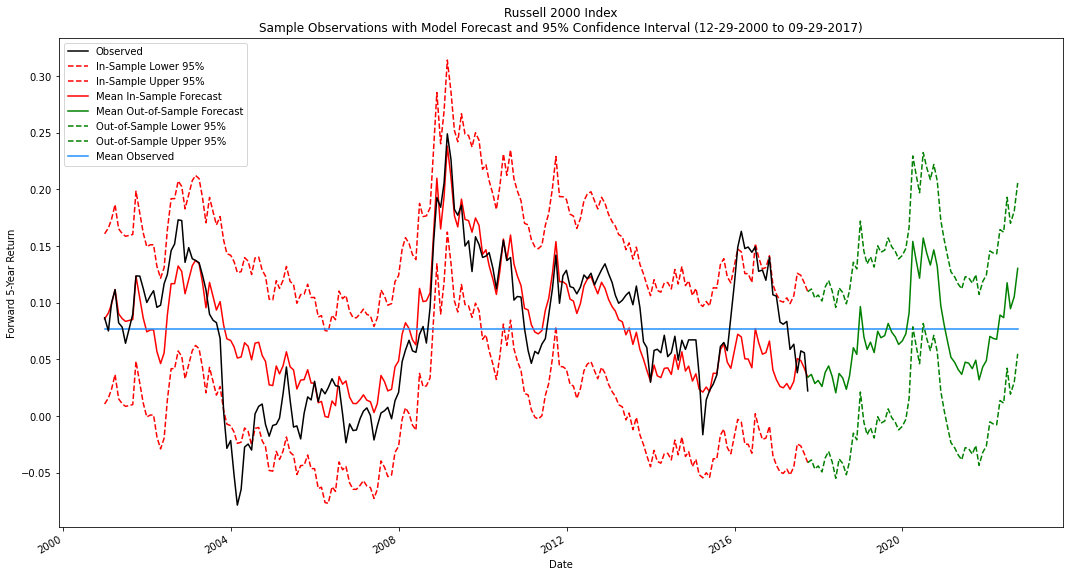 Russell 2000 Index
Sample Observations with Model Forecast and 95% Confidence Interval (12-29-2000 to 09-29-2017)
Observed
In-Sample Lower 95%
In-Sample Upper 95%
Mean In-Sample Forecast
Mean Out-of-Sample Forecast
Out-of-Sample Lower 95%
Out-of-Sample Upper 95%
Mean Observed
Forward 5-Year Return
0.30
0.25
0.20
0.15
0.10
0.05
0.00
−0.05
2000
2004
2008
2012
2016
2020
Date